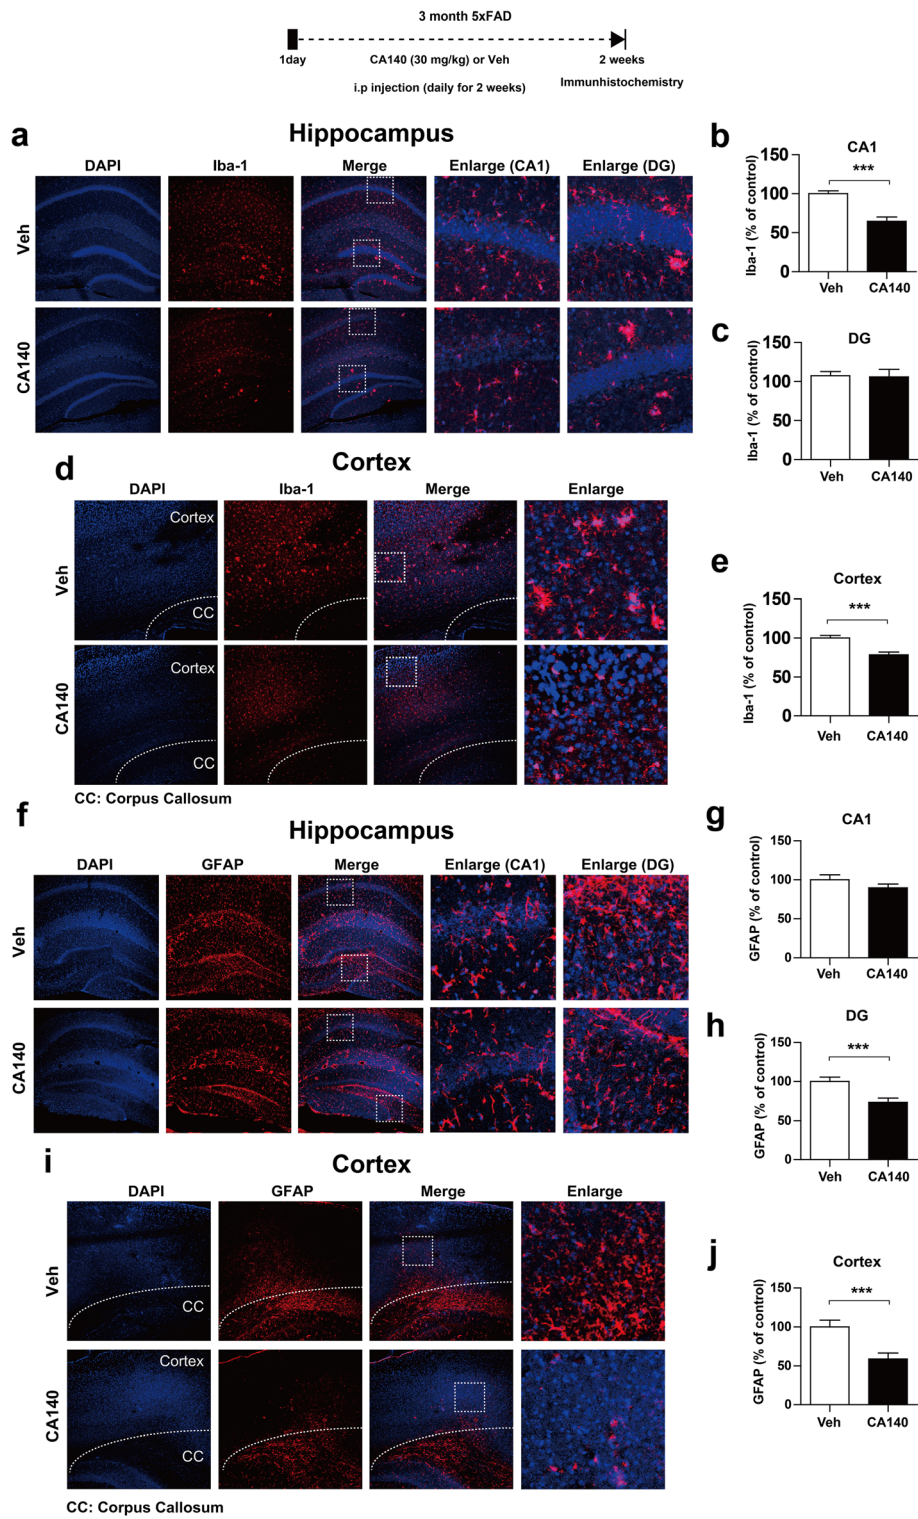 3 month 5xFAD
1day
CA140 (30 mg/kg) or Veh
2 weeks
i.p injection (daily for 2 weeks)
Immunhistochemistry
a
Hippocampus
DAPI
Iba-1
Merge
Enlarge (CA1)
Enlarge (DG)
Veh
CA140
b
CA1
Iba-1 (% of control)
150
100
50
0
***
Veh
CA140
c
DG
Iba-1 (% of control)
150
100
50
0
Veh
CA140
d
Cortex
DAPI
Iba-1
Merge
Enlarge
Veh
Cortex
CC
CA140
Cortex
CC
CC: Corpus Callosum
e
Cortex
Iba-1 (% of control)
150
100
50
0
***
Veh
CA140
f
Hippocampus
DAPI
GFAP
Merge
Enlarge (CA1)
Enlarge (DG)
Veh
CA140
g
CA1
GFAP (% of control)
150
100
50
0
Veh
CA140
h
DG
GFAP (% of control)
150
100
50
0
***
Veh
CA140
i
Cortex
DAPI
GFAP
Merge
Enlarge
Veh
CC
CA140
Cortex
CC
CC: Corpus Callosum
j
Cortex
GFAP (% of control)
150
100
50
0
***
Veh
CA140